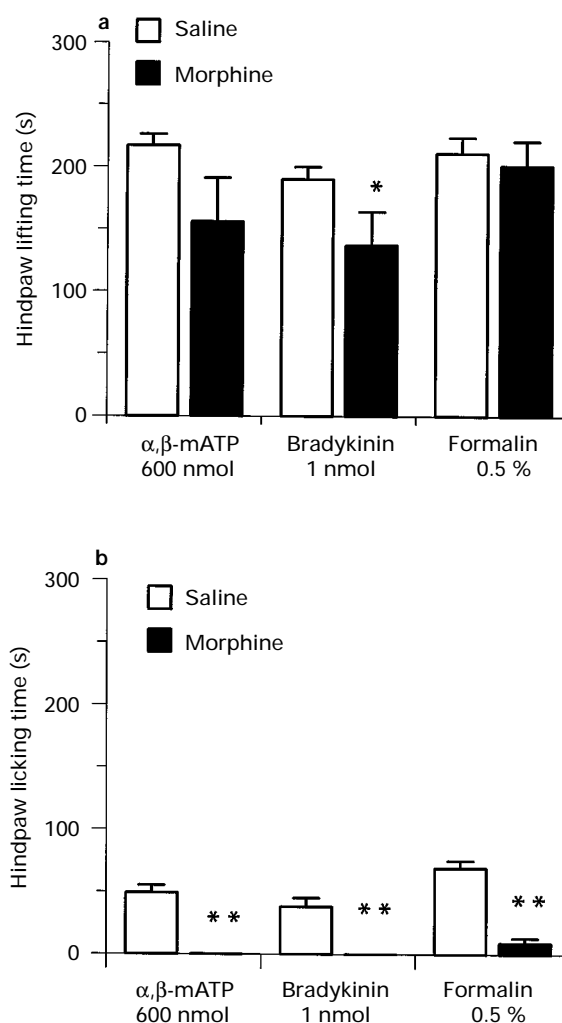 a
Saline
Morphine
Hindpaw lifting time (s)
300
200
100
0
*
α,β-mATP Bradykinin Formalin
600 nmol 1 nmol 0.5 %
b
Saline
Morphine
Hindpaw licking time (s)
300
200
100
0
** ** **
α,β-mATP Bradykinin Formalin
600 nmol 1 nmol 0.5 %